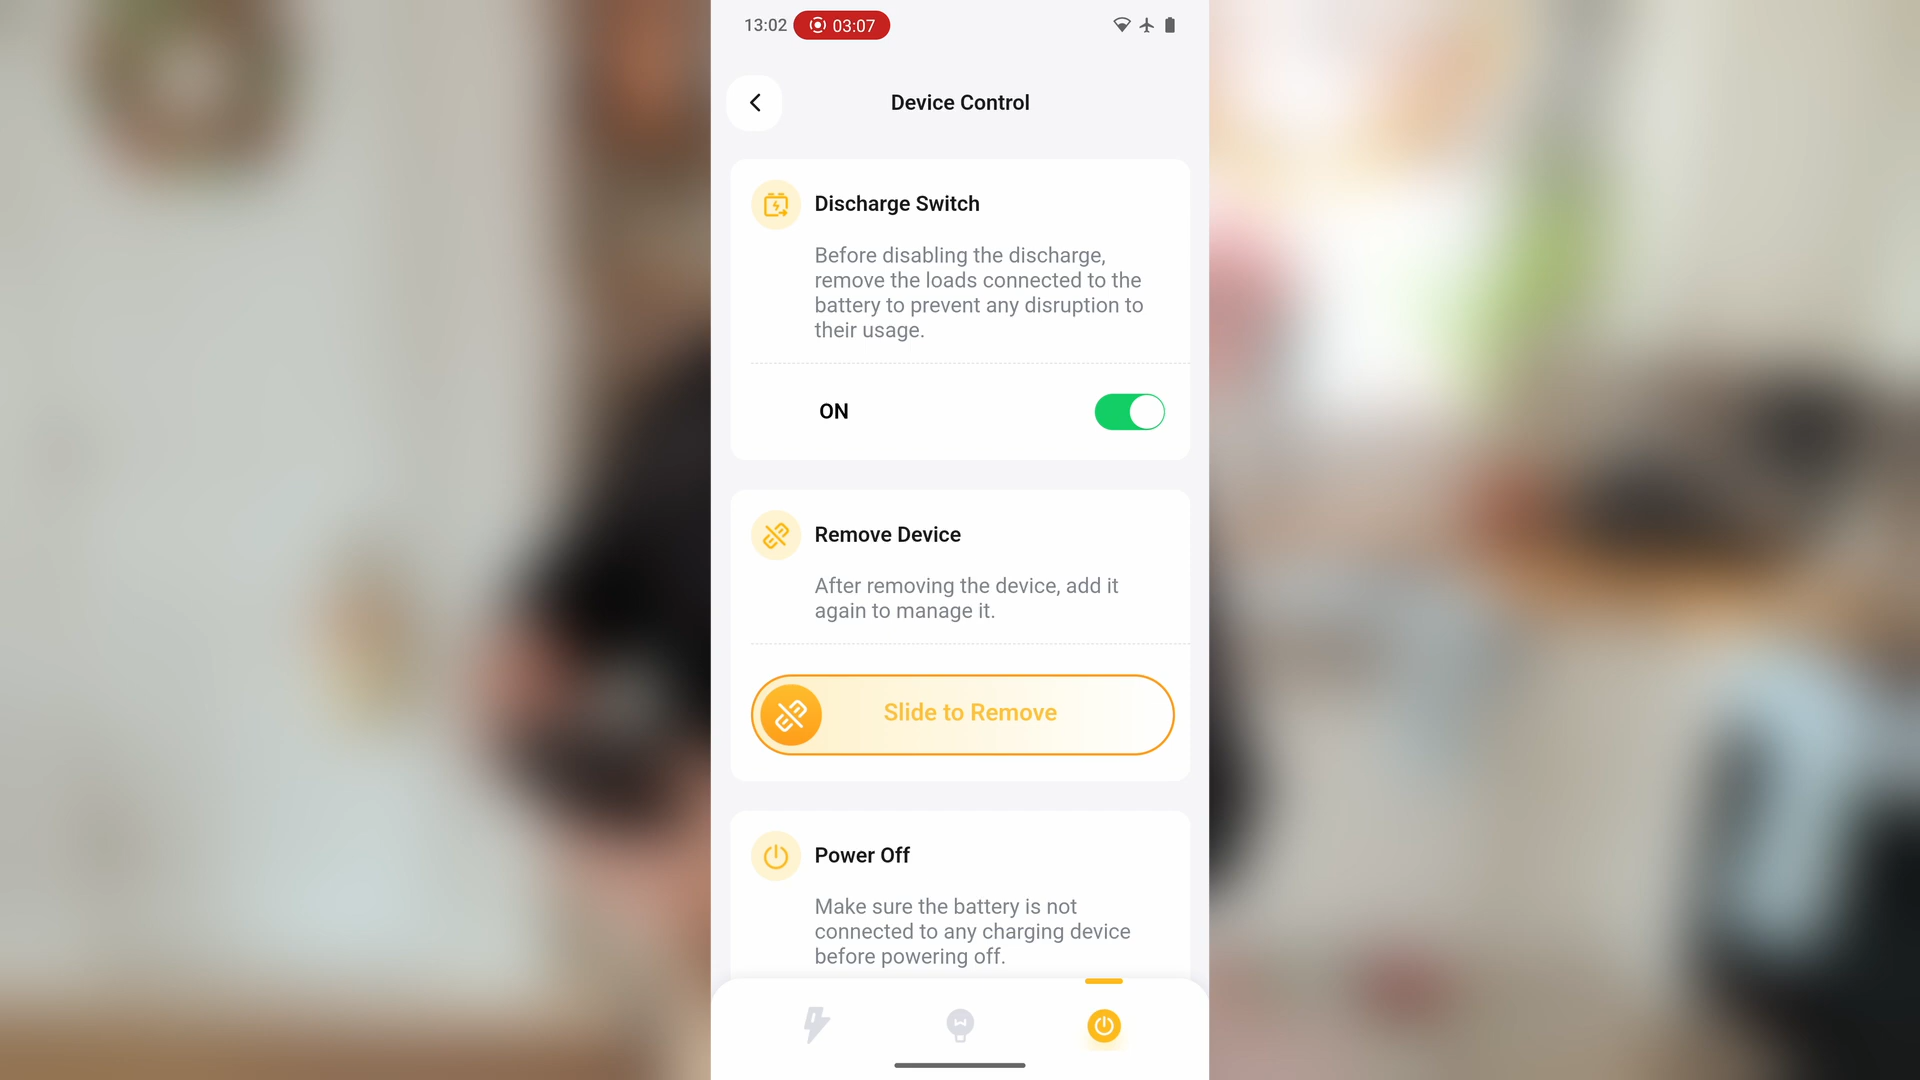 13:02 03:07
Device Control
Discharge Switch
Before disabling the discharge,
remove the loads connected to the
battery to prevent any disruption to
their usage.
ON
Remove Device
After removing the device, add it
again to manage it.
Slide to Remove
Power Off
Make sure the battery is not
connected to any charging device
before powering off.